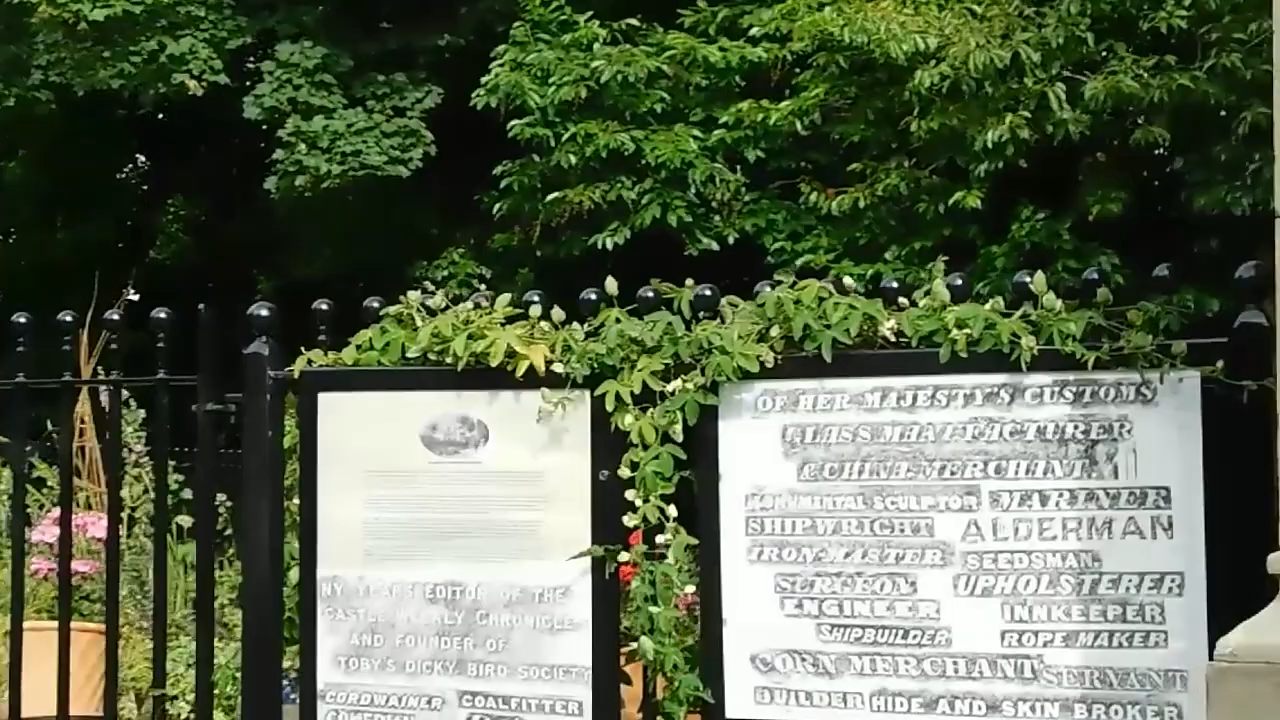 NY YEARS EDITOR OF THE
CASTLE WEEKLY CHRONICLE
AND FOUNDER OF
TOBY'S DICKY BIRD SOCIETY
CORDWAINER COALFITTER
COMEDIAN
OF HER MAJESTY'S CUSTOMS
GLASS MANUFACTURER
& CHINA MERCHANT.
MONUMENTAL SCULPTOR MARINER
SHIPWRIGHT ALDERMAN
IRON-MASTER SEEDSMAN.
SURGEON UPHOLSTERER
ENGINEER INNKEEPER
SHIPBUILDER ROPE MAKER
CORN MERCHANT SERVANT
BUILDER HIDE AND SKIN BROKER